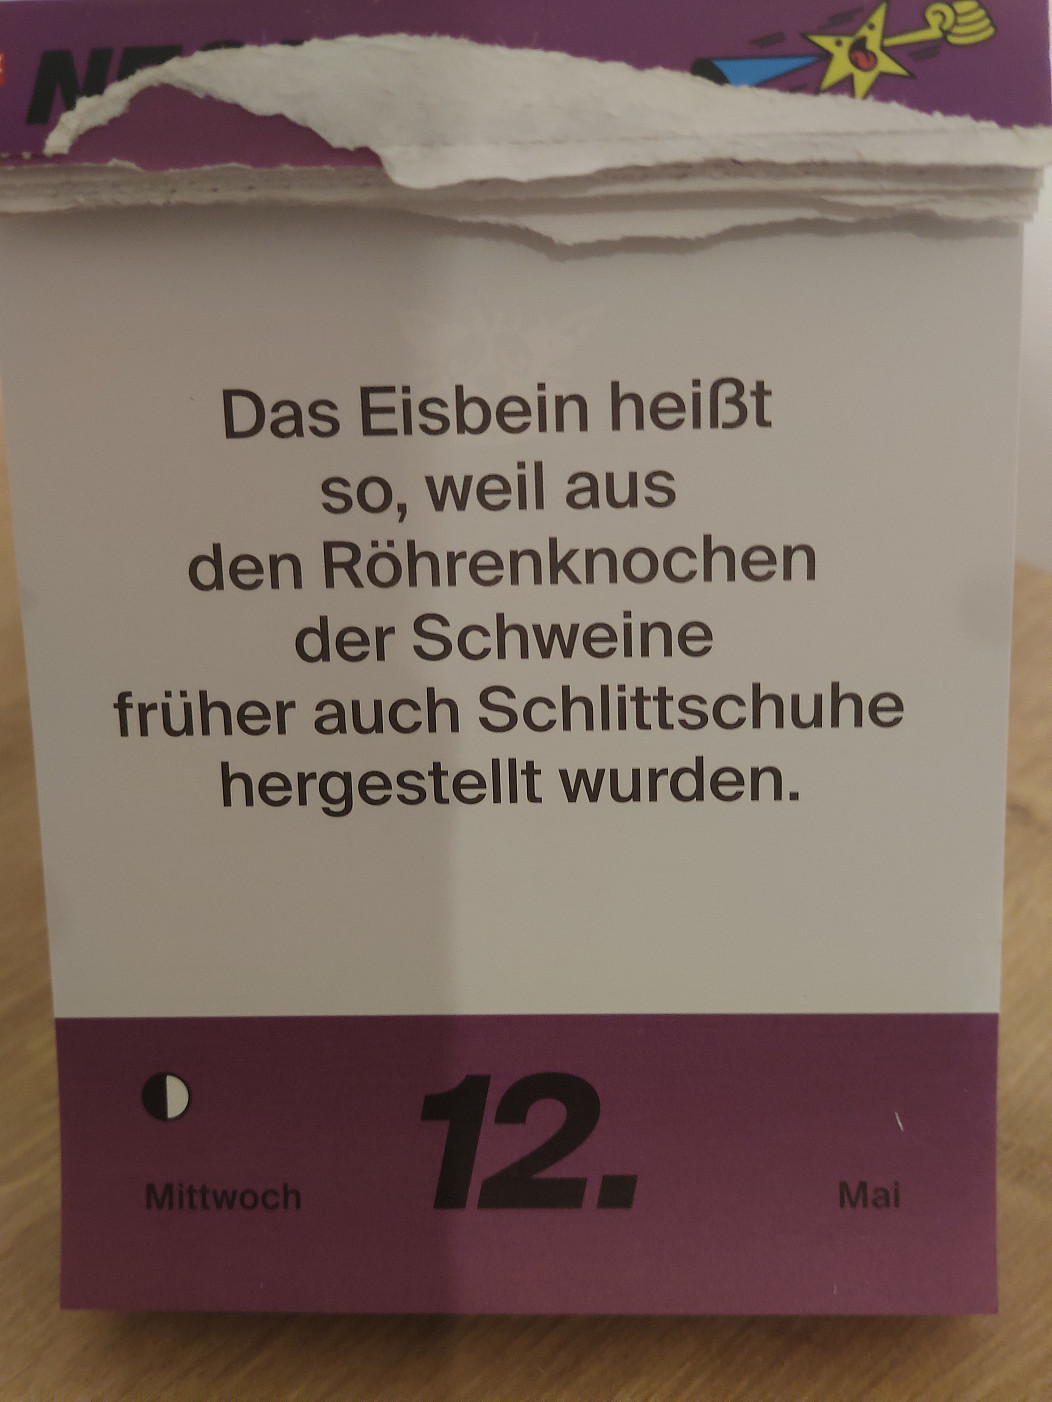 Das Eisbein heißt
so, weil aus
den Röhrenknochen
der Schweine
früher auch Schlittschuhe
hergestellt wurden.
12.
Mittwoch
Mai